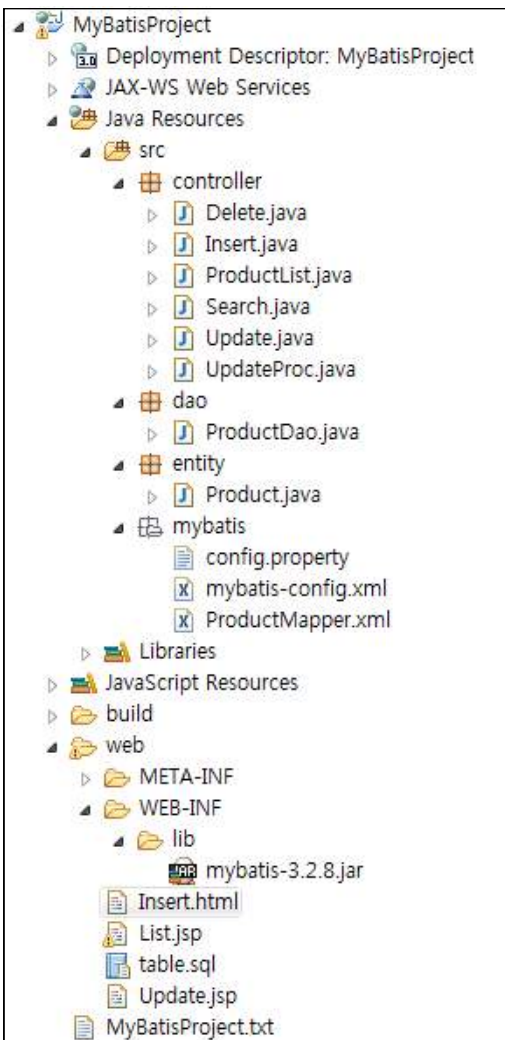 MyBatisProject
3.0 Deployment Descriptor: MyBatisProject
JAX-WS Web Services
Java Resources
src
controller
J Delete.java
J Insert.java
J ProductList.java
J Search.java
J Update.java
J UpdateProc.java
dao
J ProductDao.java
entity
J Product.java
mybatis
config.property
X mybatis-config.xml
X ProductMapper.xml
Libraries
JavaScript Resources
build
web
META-INF
WEB-INF
lib
JAR mybatis-3.2.8.jar
Insert.html
List.jsp
table.sql
Update.jsp
MyBatisProject.txt